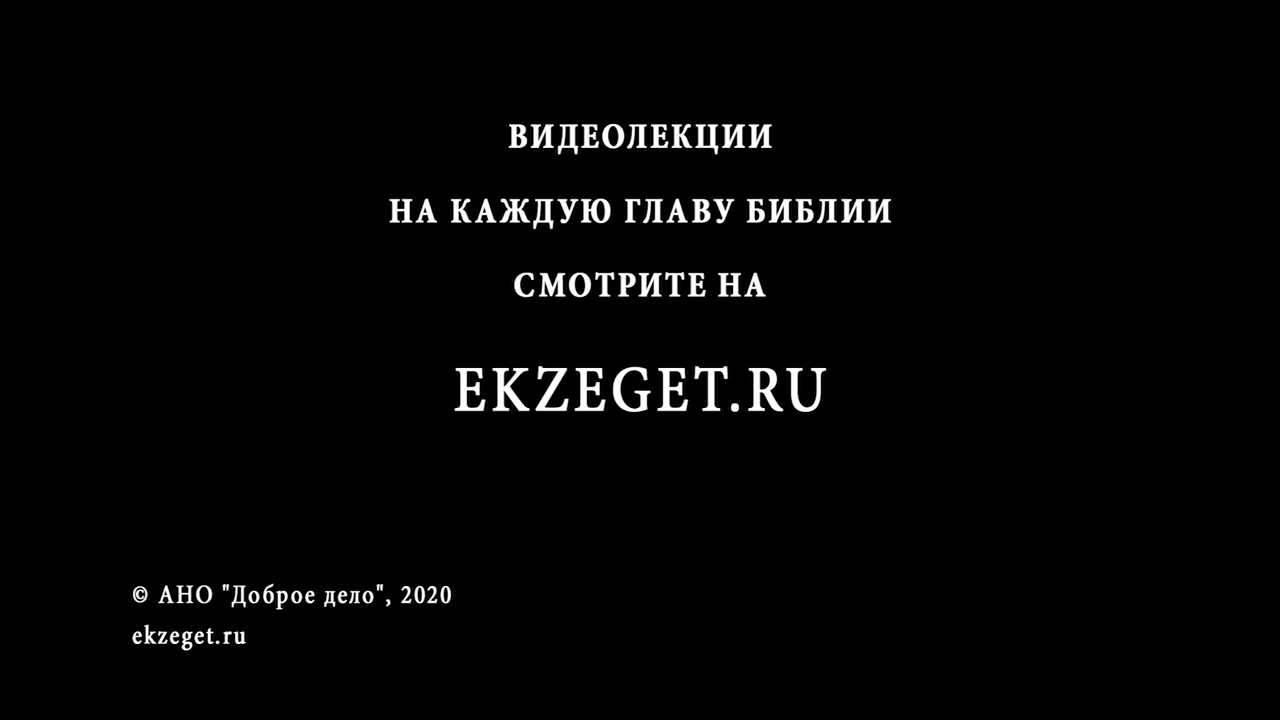 ВИДЕОЛЕКЦИИ
НА КАЖДУЮ ГЛАВУ БИБЛИИ
СМОТРИТЕ НА
EKZEGET.RU
© АНО "Доброе дело", 2020
ekzeget.ru